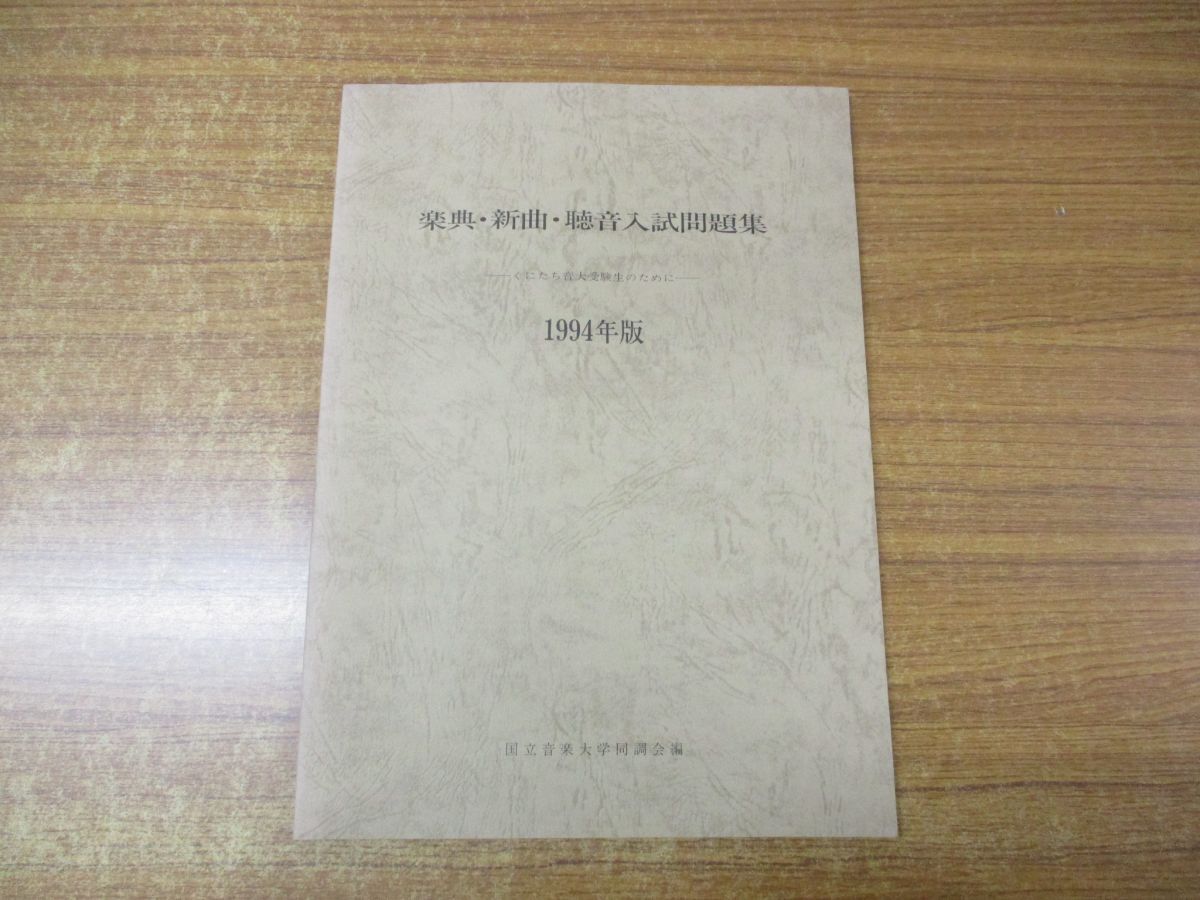 楽典・新曲・聴音入試問題集
──くにたち音大受験生のために──
1994年版
国立音楽大学同調会編